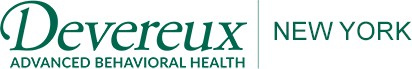 Devereux
ADVANCED BEHAVIORAL HEALTH
NEW YORK